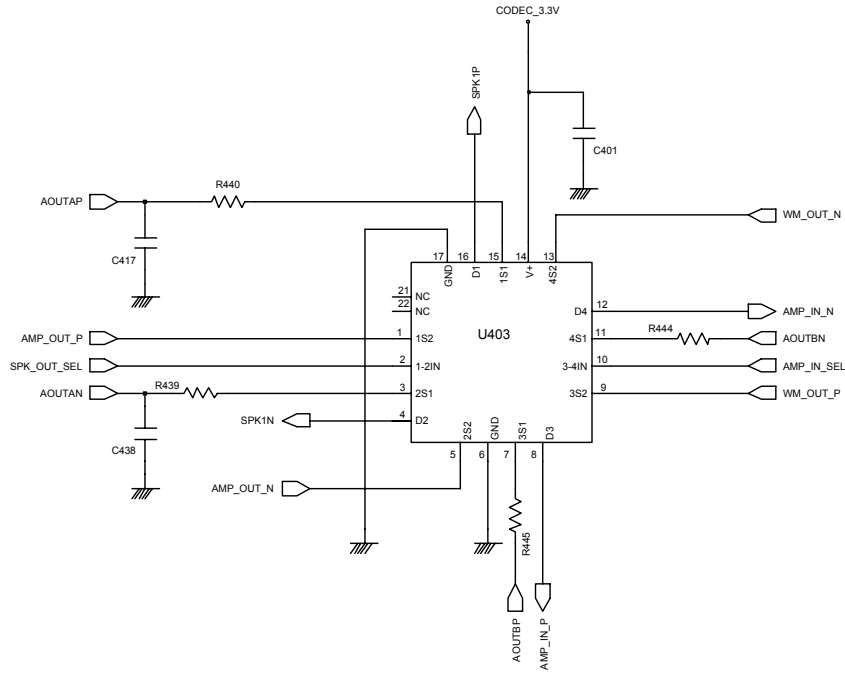 CODEC_3.3V
SPK1P
C401
R440
AOUTAP
WM_OUT_N
C417
17 16 15 14 13
GND D1 1S1 V+ 4S2
21 NC
22 NC
D4 12 AMP_IN_N
AMP_OUT_P 1 1S2
U403
4S1 11 R444 AOUTBN
SPK_OUT_SEL 2 1-2IN
3-4IN 10 AMP_IN_SEL
AOUTAN R439 3 2S1
3S2 9 WM_OUT_P
SPK1N 4 D2
2S2 GND 3S1 D3
5 6 7 8
C438
AMP_OUT_N
R445
AOUTBP
AMP_IN_P